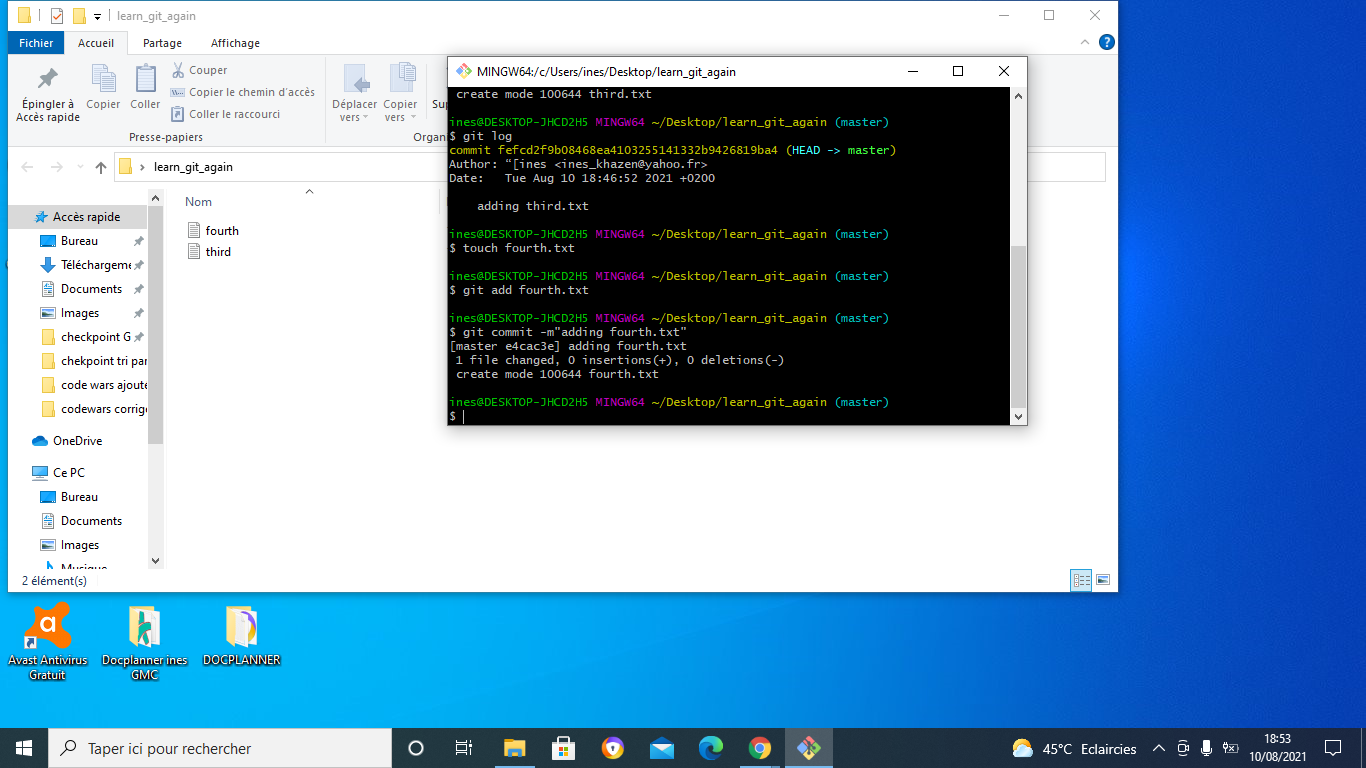 learn_git_again
Fichier Accueil Partage Affichage
Épingler à
Accès rapide
Copier
Coller
Couper
Copier le chemin d'accès
Coller le raccourci
Déplacer
vers
Copier
vers
Presse-papiers
learn_git_again
Nom
fourth
third
Accès rapide
Bureau
Documents
Images
checkpoint G
chekpoint tri par
code wars ajoute
codewars corrige
OneDrive
Ce PC
Bureau
Documents
Images
Musique
2 élément(s)
MINGW64:/c/Users/ines/Desktop/learn_git_again
create mode 100644 third.txt
ines@DESKTOP-JHCD2H5 MINGW64 ~/Desktop/learn_git_again (master)
$ git log
commit fefcd2f9b08468ea4103255141332b9426819ba4 (HEAD -> master)
Author: “[ines <ines_khazen@yahoo.fr>
Date:   Tue Aug 10 18:46:52 2021 +0200
adding third.txt
ines@DESKTOP-JHCD2H5 MINGW64 ~/Desktop/learn_git_again (master)
$ touch fourth.txt
ines@DESKTOP-JHCD2H5 MINGW64 ~/Desktop/learn_git_again (master)
$ git add fourth.txt
ines@DESKTOP-JHCD2H5 MINGW64 ~/Desktop/learn_git_again (master)
$ git commit -m"adding fourth.txt"
[master e4cac3e] adding fourth.txt
1 file changed, 0 insertions(+), 0 deletions(-)
create mode 100644 fourth.txt
ines@DESKTOP-JHCD2H5 MINGW64 ~/Desktop/learn_git_again (master)
$
Avast Antivirus
Gratuit
Docplanner ines
GMC
DOCPLANNER
Taper ici pour rechercher
45°C Eclaircies
18:53
10/08/2021